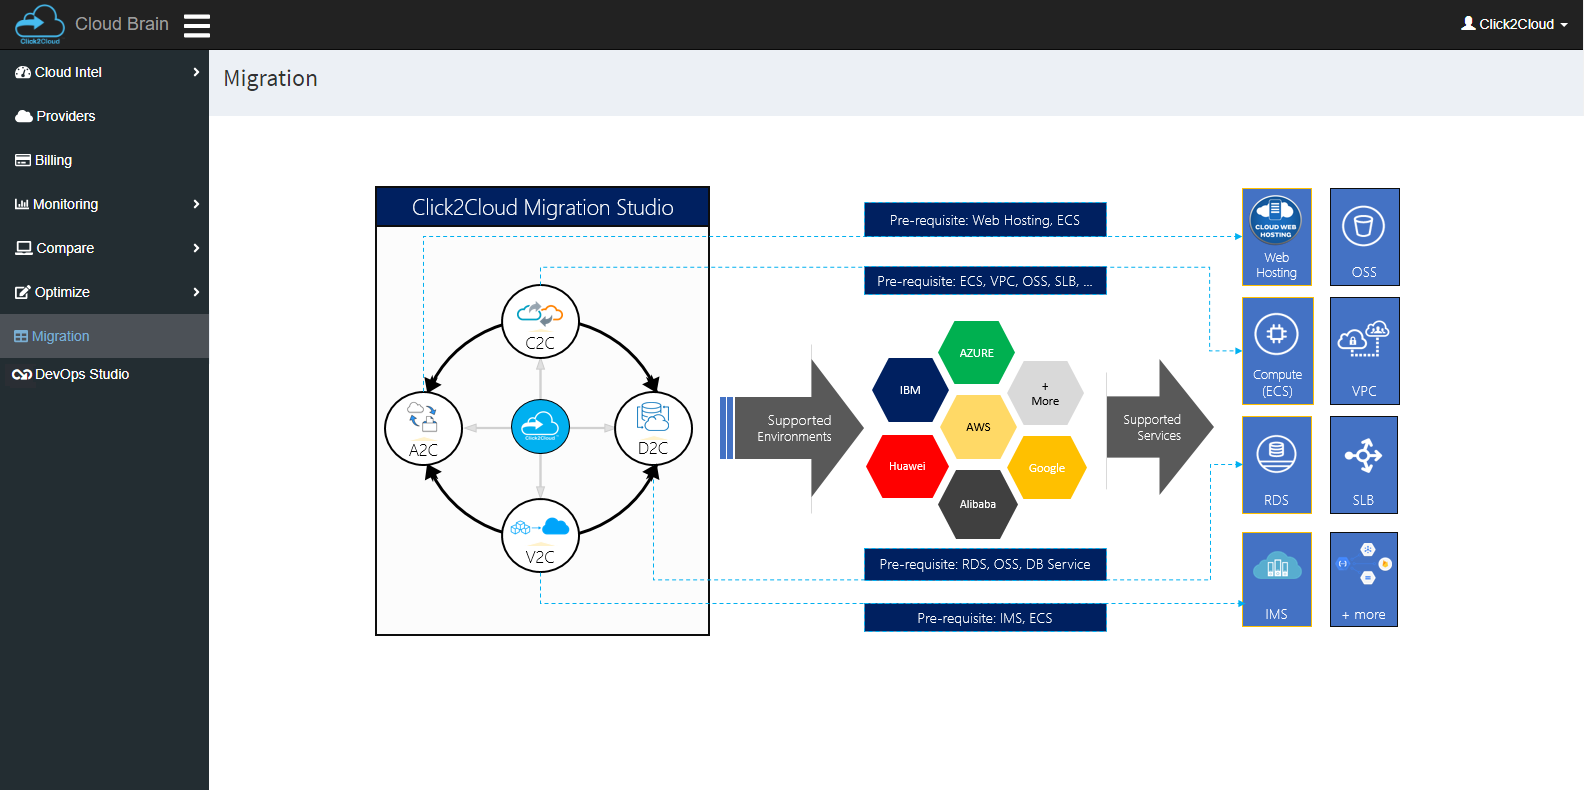 Click2Cloud
Cloud Brain
Click2Cloud
Cloud Intel
Providers
Billing
Monitoring
Compare
Optimize
Migration
DevOps Studio
Migration
Click2Cloud Migration Studio
C2C
A2C
Click2Cloud
D2C
V2C
Pre-requisite: Web Hosting, ECS
Pre-requisite: ECS, VPC, OSS, SLB, ...
Supported
Environments
AZURE
IBM
+
More
AWS
Huawei
Google
Alibaba
Supported
Services
Pre-requisite: RDS, OSS, DB Service
Pre-requisite: IMS, ECS
CLOUD WEB
HOSTING
Web
Hosting
OSS
Compute
(ECS)
VPC
RDS
SLB
IMS
+ more